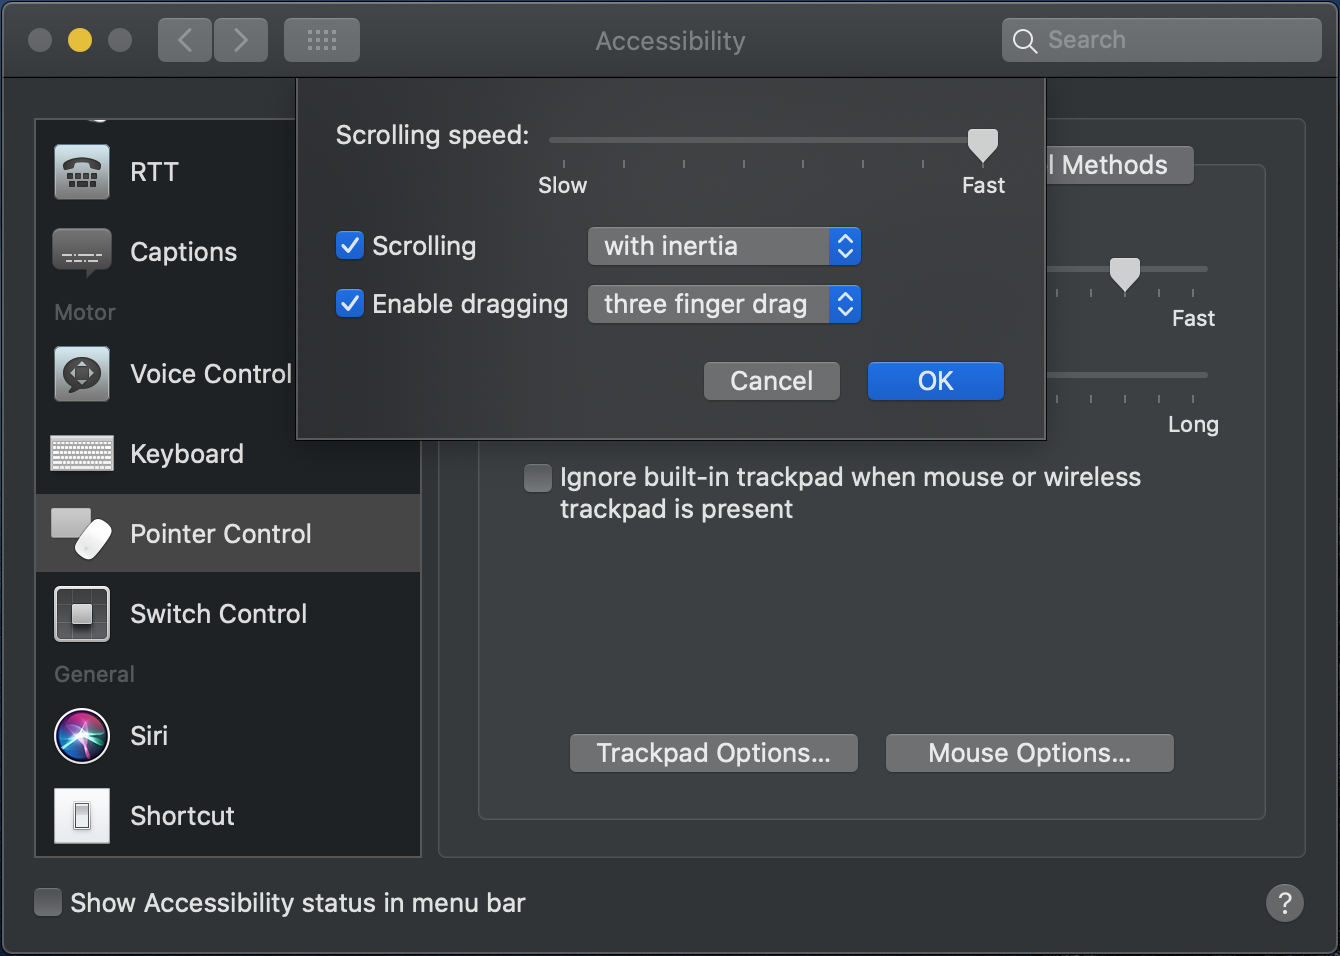 Accessibility
Search
Scrolling speed:
Slow
Fast
Scrolling
with inertia
Enable dragging
three finger drag
Cancel
OK
RTT
Captions
Motor
Voice Control
Keyboard
Pointer Control
Switch Control
General
Siri
Shortcut
l Methods
Fast
Long
Ignore built-in trackpad when mouse or wireless
trackpad is present
Trackpad Options...
Mouse Options...
Show Accessibility status in menu bar
?